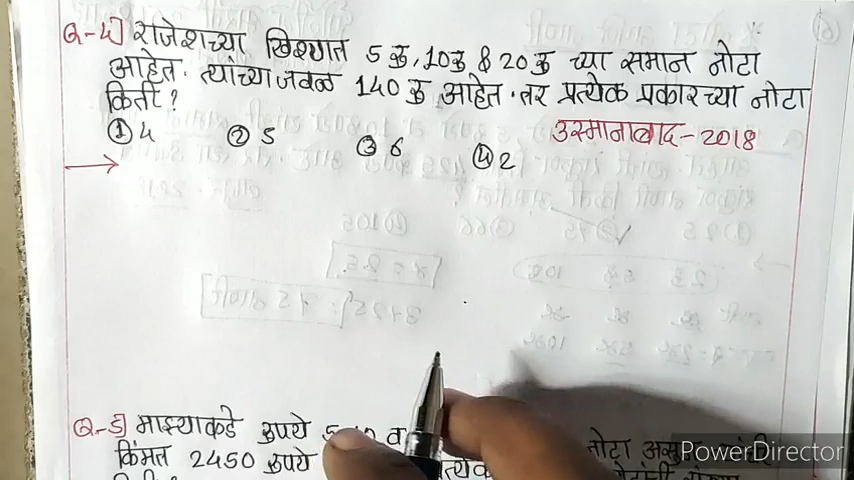 Q-4] राजेशच्या खिशात 5 रु, 10रु & 20 रु च्या समान नोटा
आहेत. त्यांच्याजवळ 140 रु आहेत. तर प्रत्येक प्रकारच्या नोटा
किती?
① 4 ② 5 ③ 6 ④ 2
उस्मानाबाद-2018
Q-5] माझ्याकडे रुपये नोटा
किंमत 2450 रुपये
PowerDirector